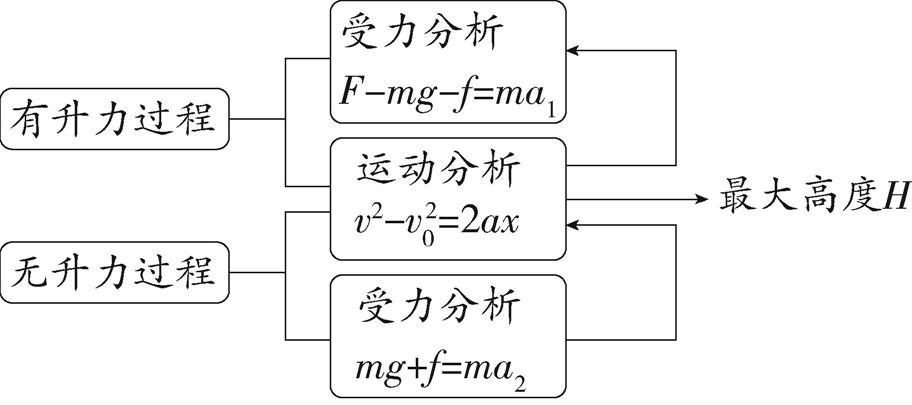 有升力过程
受力分析
F-mg-f=ma₁
运动分析
v²-v₀²=2ax
最大高度H
无升力过程
受力分析
mg+f=ma₂